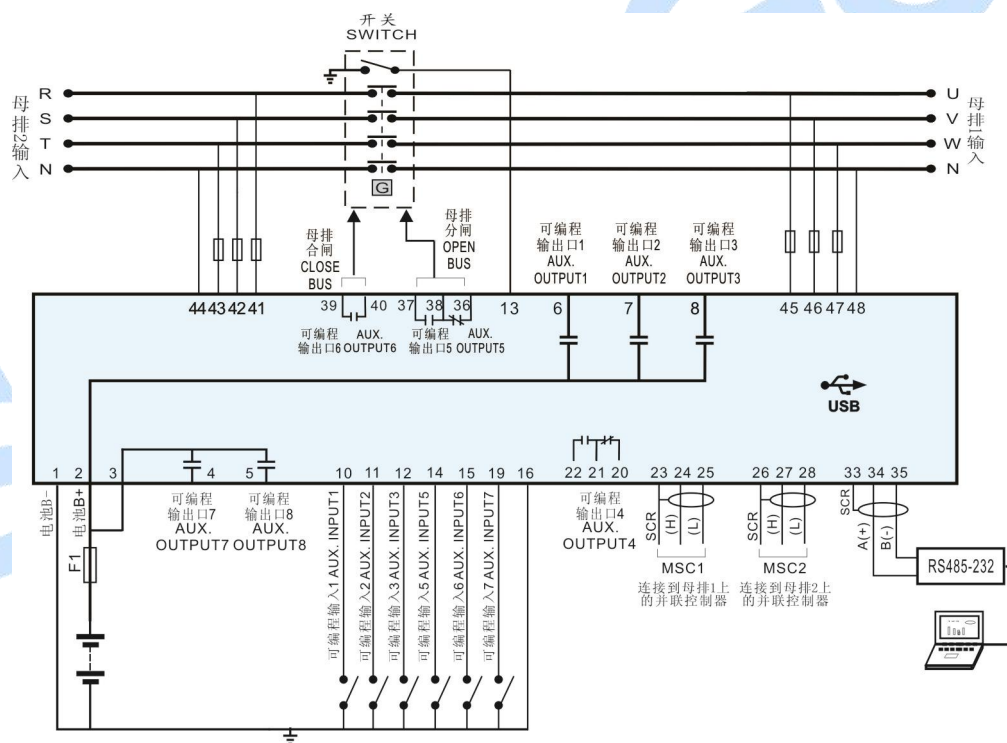 开关
SWITCH
R
S
T
N
母排2输入
U
V
W
N
母排1输入
G
母排
合闸
CLOSE
BUS
母排
分闸
OPEN
BUS
可编程
输出口1
AUX.
OUTPUT1
可编程
输出口2
AUX.
OUTPUT2
可编程
输出口3
AUX.
OUTPUT3
44 43 42 41
39 40
37 38 36
13
6
7
8
45 46 47 48
可编程
输出口6
AUX.
OUTPUT6
可编程
输出口5
AUX.
OUTPUT5
USB
1 2 3 4 5 10 11 12 14 15 19 16 22 21 20 23 24 25 26 27 28 33 34 35
电池B-
电池B+
F1
可编程
输出口7
AUX.
OUTPUT7
可编程
输出口8
AUX.
OUTPUT8
可编程输入1 AUX. INPUT1
可编程输入2 AUX. INPUT2
可编程输入3 AUX. INPUT3
可编程输入5 AUX. INPUT5
可编程输入6 AUX. INPUT6
可编程输入7 AUX. INPUT7
可编程
输出口4
AUX.
OUTPUT4
SCR
(H)
(L)
MSC1
连接到母排1上
的并联控制器
SCR
(H)
(L)
MSC2
连接到母排2上
的并联控制器
SCR
A(+)
B(-)
RS485-232